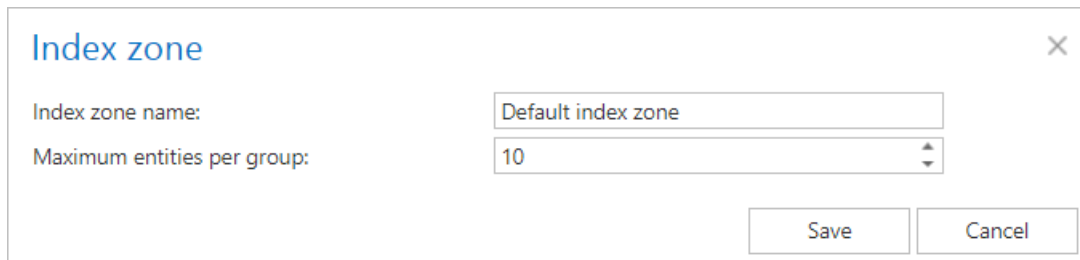 Index zone
Index zone name: Default index zone
Maximum entities per group: 10
Save Cancel